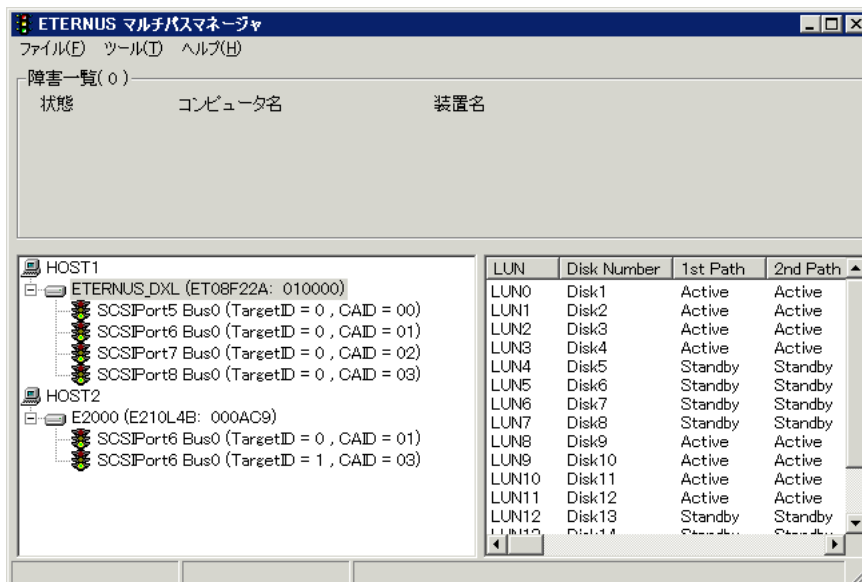 ETERNUS マルチパスマネージャ
ファイル(F) ツール(T) ヘルプ(H)
障害一覧( 0 )
状態 コンピュータ名 装置名
HOST1
ETERNUS_DXL (ET08F22A: 010000)
SCSIPort5 Bus0 (TargetID = 0 , CAID = 00)
SCSIPort6 Bus0 (TargetID = 0 , CAID = 01)
SCSIPort7 Bus0 (TargetID = 0 , CAID = 02)
SCSIPort8 Bus0 (TargetID = 0 , CAID = 03)
HOST2
E2000 (E210L4B: 000AC9)
SCSIPort6 Bus0 (TargetID = 0 , CAID = 01)
SCSIPort6 Bus0 (TargetID = 1 , CAID = 03)
LUN Disk Number 1st Path 2nd Path
LUN0 Disk1 Active Active
LUN1 Disk2 Active Active
LUN2 Disk3 Active Active
LUN3 Disk4 Active Active
LUN4 Disk5 Standby Standby
LUN5 Disk6 Standby Standby
LUN6 Disk7 Standby Standby
LUN7 Disk8 Standby Standby
LUN8 Disk9 Active Active
LUN9 Disk10 Active Active
LUN10 Disk11 Active Active
LUN11 Disk12 Active Active
LUN12 Disk13 Standby Standby